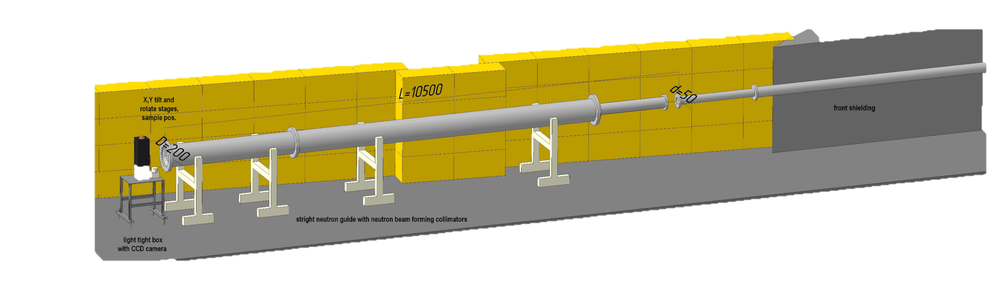 X,Y tilt and
rotate stages,
sample pos.
D=200
L=10500
d=50
front shielding
stright neutron guide with neutron beam forming collimators
light tight box
with CCD camera